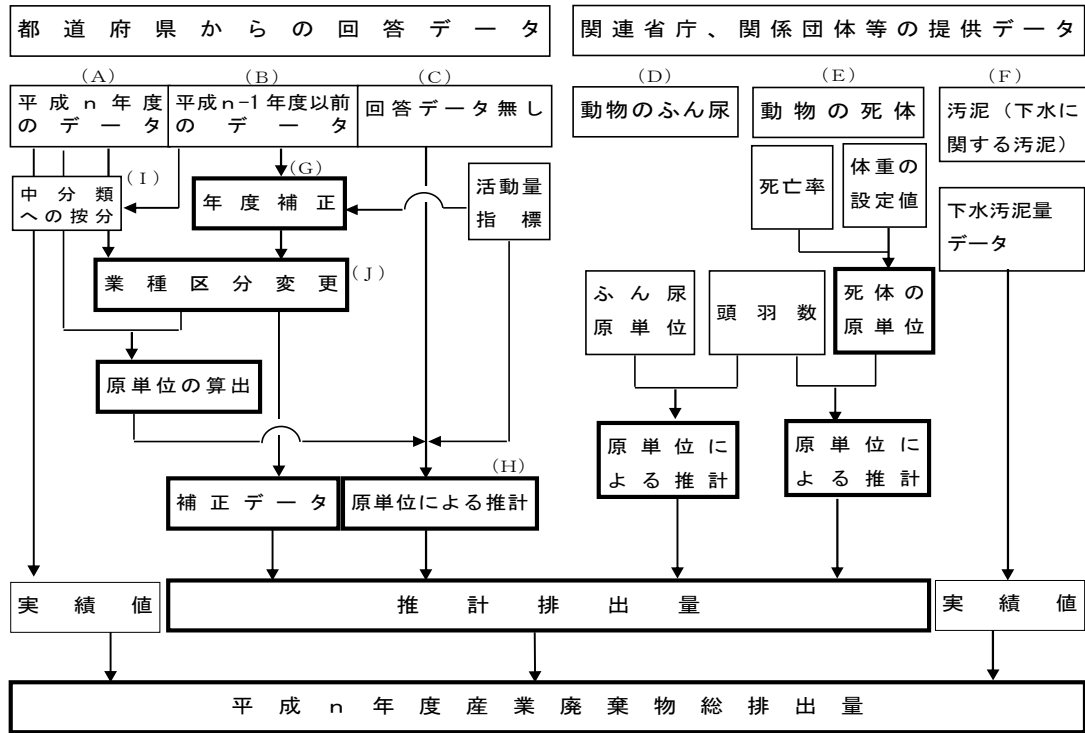 都道府県からの回答データ
関連省庁、関係団体等の提供データ
(A)
(B)
(C)
(D)
(E)
(F)
平成n年度
のデータ
平成n-1年度以前
のデータ
回答データ無し
動物のふん尿
動物の死体
汚泥(下水に
関する汚泥)
(I)
中分類
への按分
(G)
年度補正
活動量
指標
死亡率
体重の
設定値
下水汚泥量
データ
業種区分変更
(J)
ふん尿
原単位
頭羽数
死体の
原単位
原単位の算出
原単位に
よる推計
原単位に
よる推計
(H)
補正データ
原単位による推計
実績値
推計排出量
実績値
平成n年度産業廃棄物総排出量